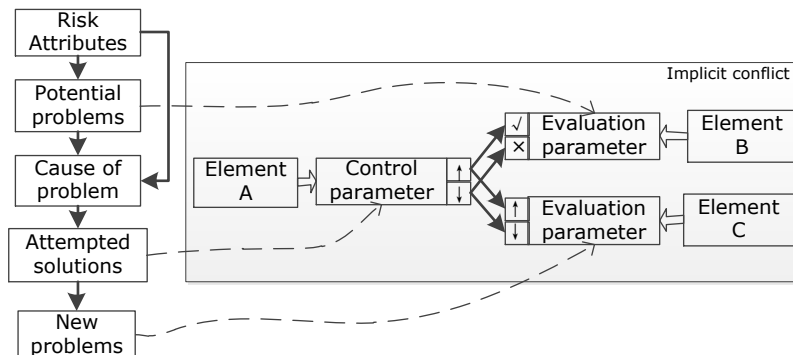 Risk
Attributes
Potential
problems
Cause of
problem
Attempted
solutions
New
problems
Implicit conflict
Element
A
Control
parameter
↑
↓
√
×
Evaluation
parameter
Element
B
↑
↓
Evaluation
parameter
Element
C